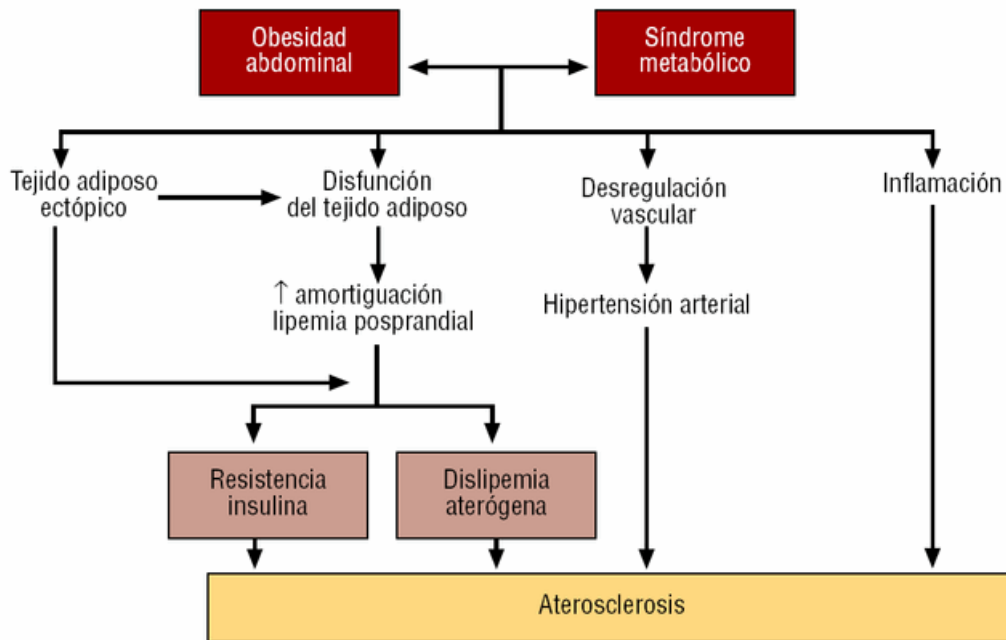 Obesidad
abdominal
Síndrome
metabólico
Tejido adiposo
ectópico
Disfunción
del tejido adiposo
Desregulación
vascular
Inflamación
↑ amortiguación
lipemia posprandial
Hipertensión arterial
Resistencia
insulina
Dislipemia
aterógena
Aterosclerosis